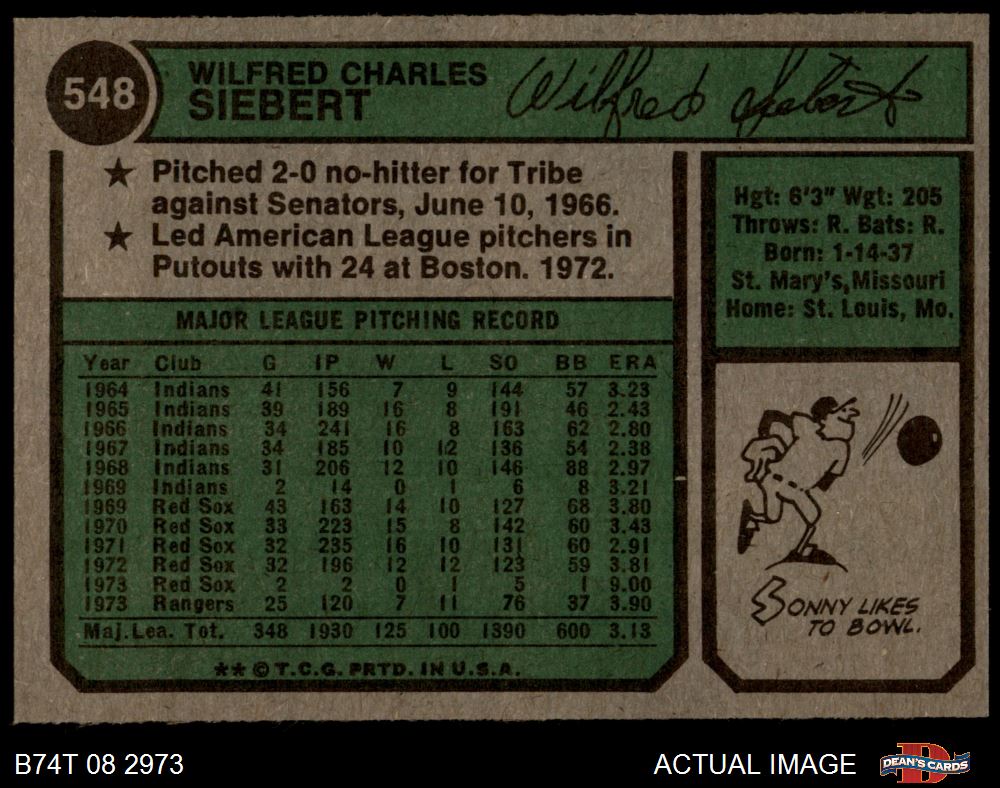 548
WILFRED CHARLES
SIEBERT
Wilfred Siebert
★ Pitched 2-0 no-hitter for Tribe
against Senators, June 10, 1966.
★ Led American League pitchers in
Putouts with 24 at Boston. 1972.
Hgt: 6'3" Wgt: 205
Throws: R. Bats: R.
Born: 1-14-37
St. Mary's, Missouri
Home: St. Louis, Mo.
MAJOR LEAGUE PITCHING RECORD
Year Club G IP W L SO BB ERA
1964 Indians 41 156 7 9 144 57 3.23
1965 Indians 39 189 16 8 191 46 2.43
1966 Indians 34 241 16 8 163 62 2.80
1967 Indians 34 185 10 12 136 54 2.38
1968 Indians 31 206 12 10 146 88 2.97
1969 Indians 2 14 0 1 6 8 3.21
1969 Red Sox 43 163 14 10 127 68 3.80
1970 Red Sox 33 223 15 8 142 60 3.43
1971 Red Sox 32 235 16 10 131 60 2.91
1972 Red Sox 32 196 12 12 123 59 3.81
1973 Red Sox 2 2 0 1 5 1 9.00
1973 Rangers 25 120 7 11 76 37 3.90
Maj. Lea. Tot. 348 1930 125 100 1390 600 3.13
** © T.C.G. PRTD. IN U.S.A.
SONNY LIKES
TO BOWL.
B74T 08 2973
ACTUAL IMAGE
DEAN'S CARDS